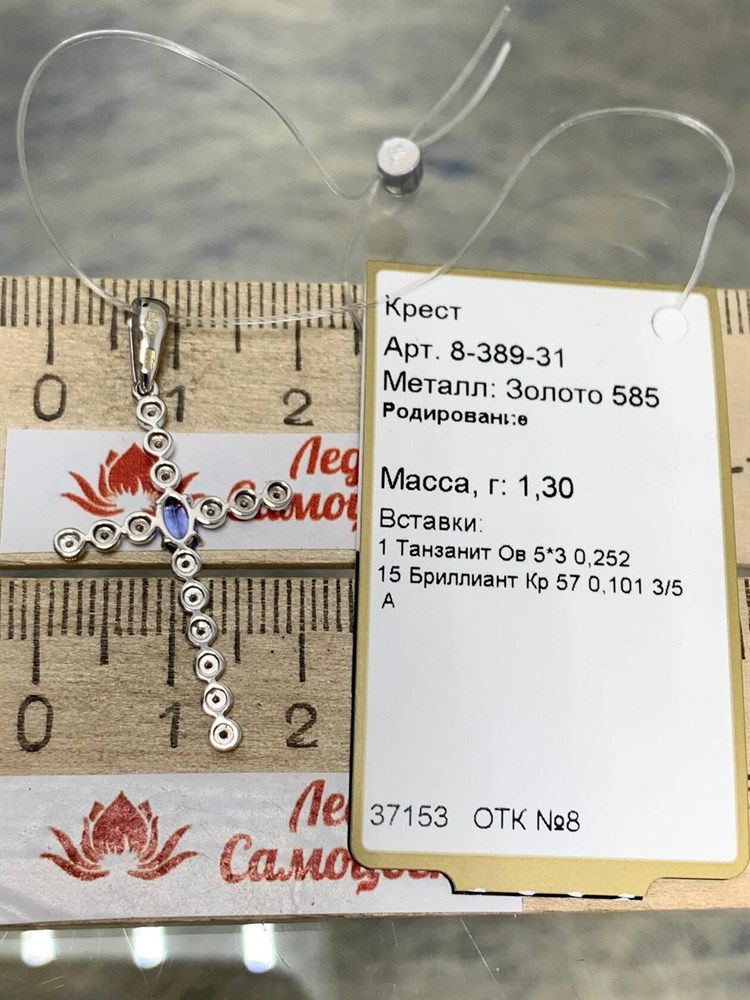 Крест
Арт. 8-389-31
Металл: Золото 585
Родирование
Масса, г: 1,30
Вставки:
1 Танзанит Ов 5*3 0,252
15 Бриллиант Кр 57 0,101 3/5
А
37153 ОТК №8
0 1 2
0 1 2